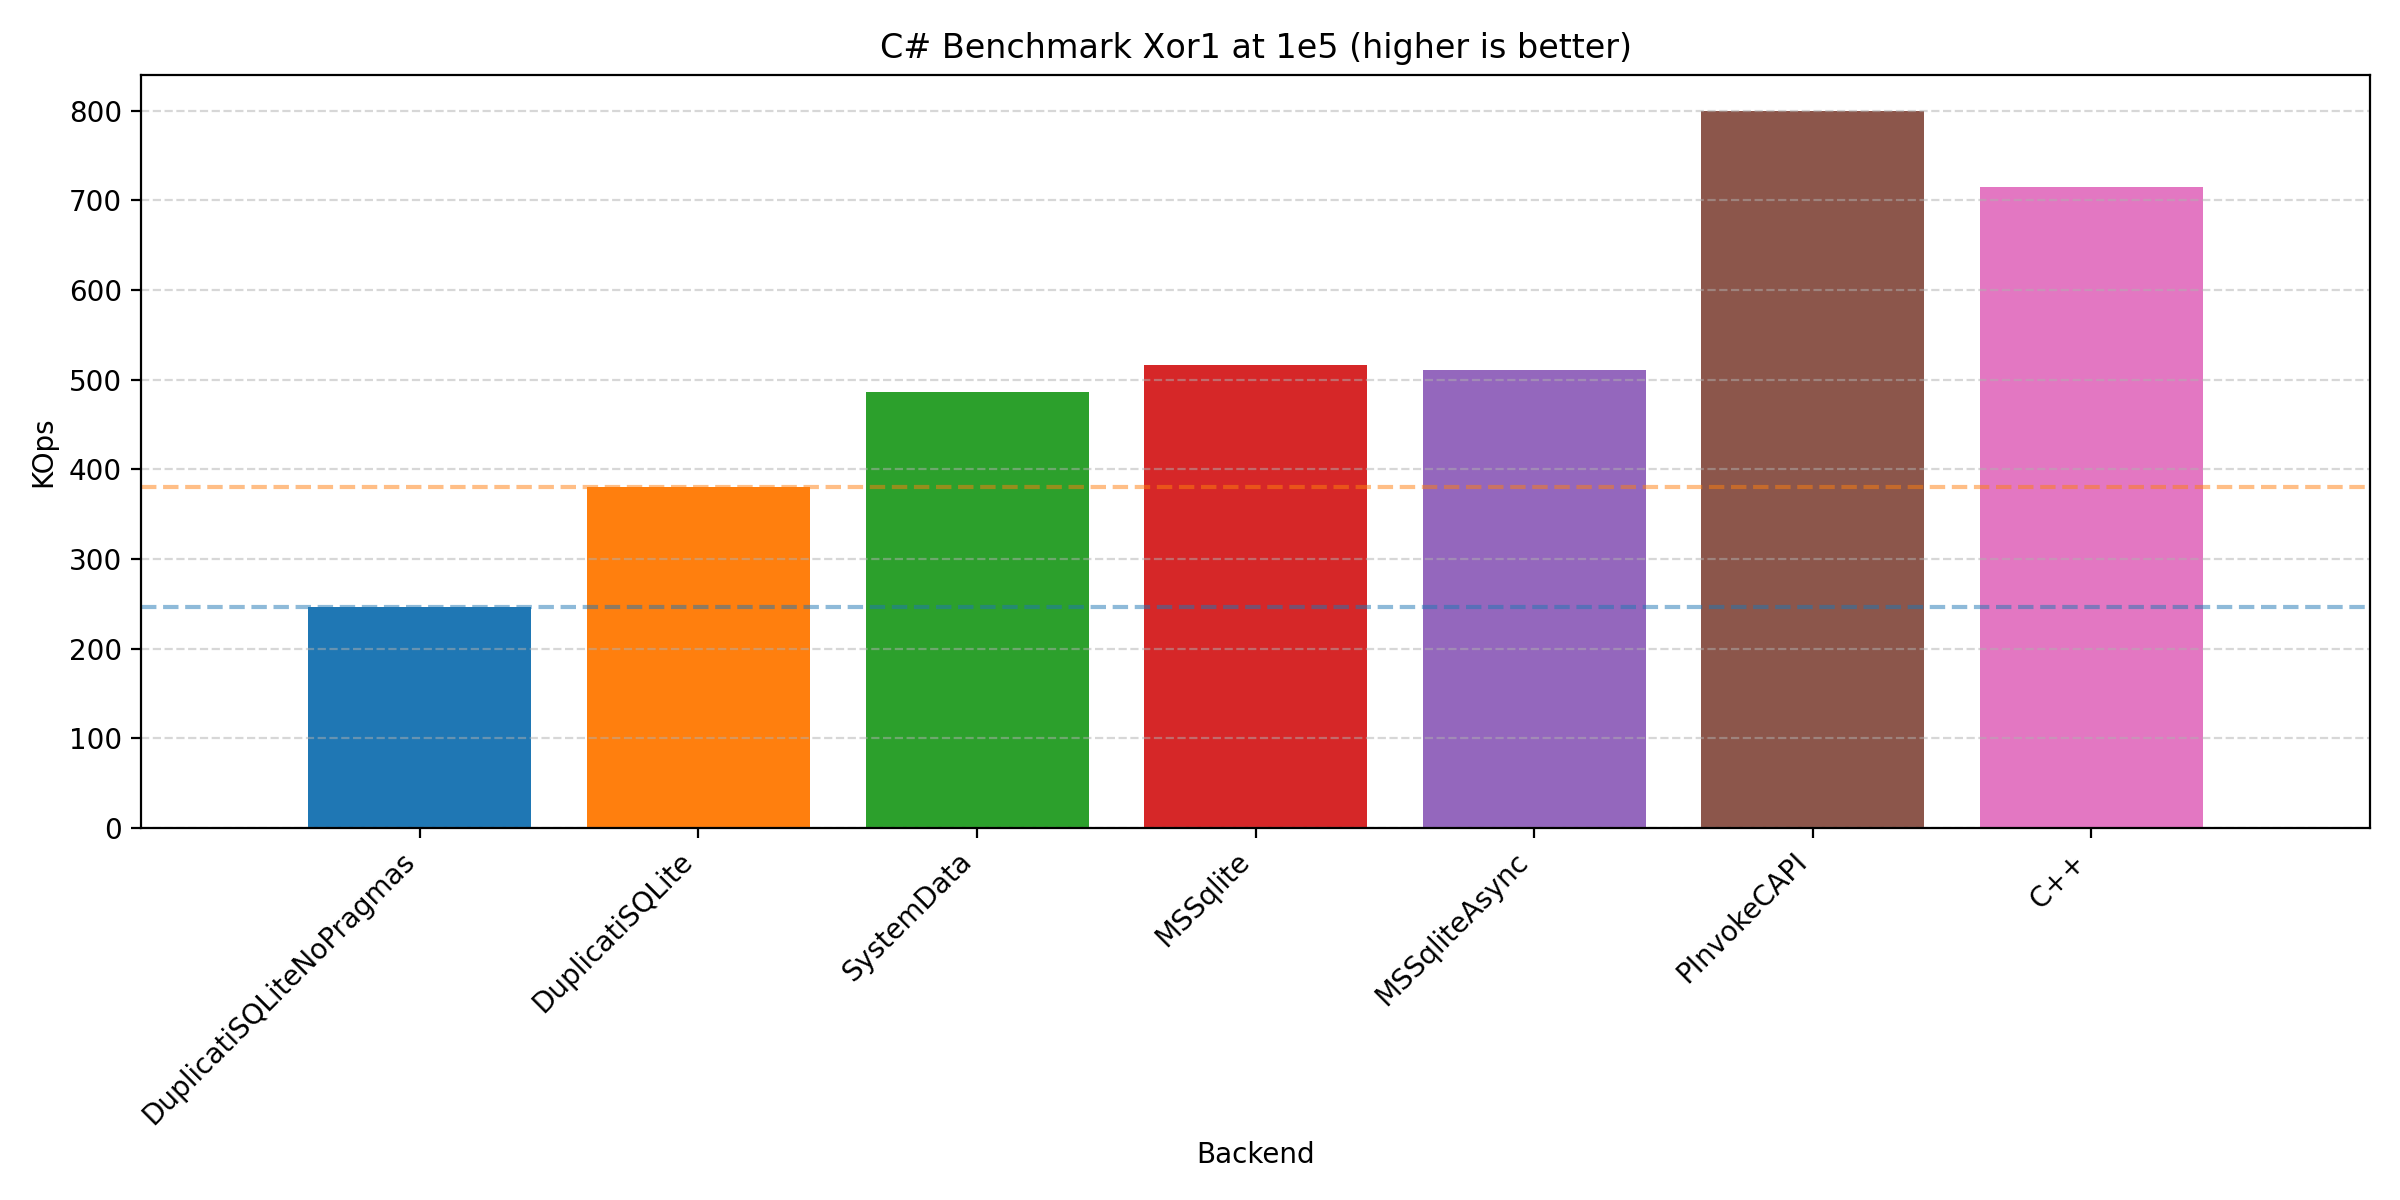 C# Benchmark Xor1 at 1e5 (higher is better)
KOps
800
700
600
500
400
300
200
100
0
DuplicatiSQLiteNoPragmas
DuplicatiSQLite
SystemData
MSSqlite
MSSqliteAsync
PInvokeCAPI
C++
Backend